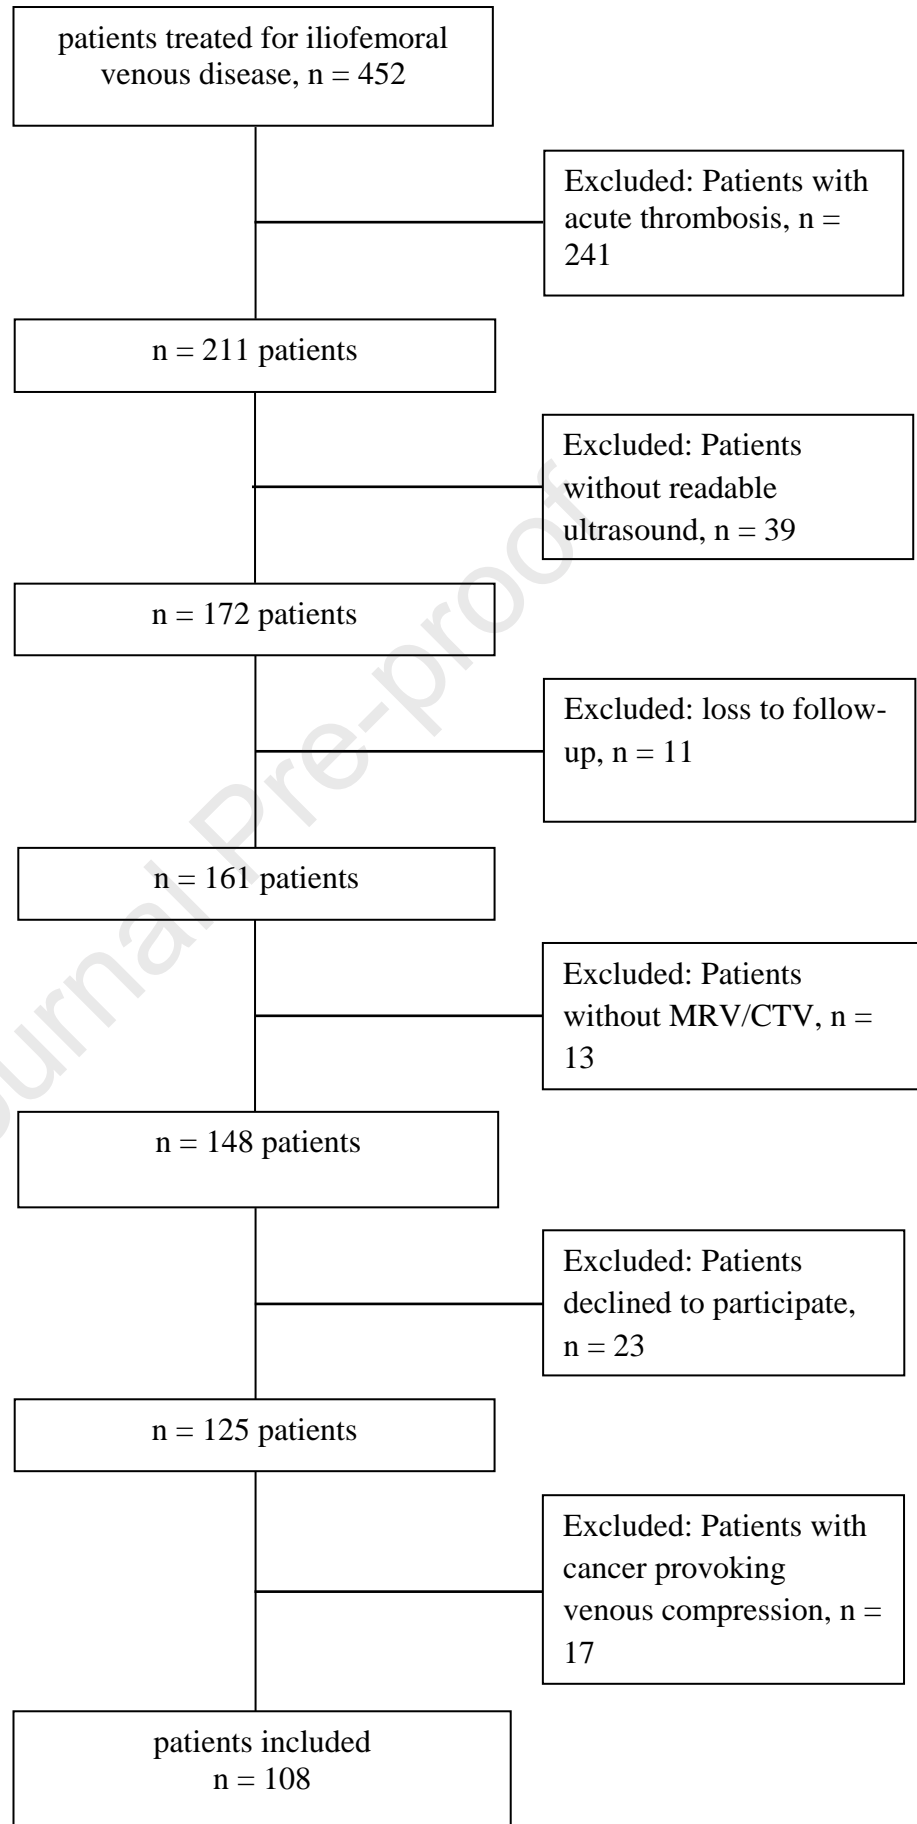 patients treated for iliofemoral
venous disease, n = 452
Excluded: Patients with
acute thrombosis, n =
241
n = 211 patients
Excluded: Patients
without readable
ultrasound, n = 39
n = 172 patients
Excluded: loss to follow-
up, n = 11
n = 161 patients
Excluded: Patients
without MRV/CTV, n =
13
n = 148 patients
Excluded: Patients
declined to participate,
n = 23
n = 125 patients
Excluded: Patients with
cancer provoking
venous compression, n =
17
patients included
n = 108
ournal Pre-proof